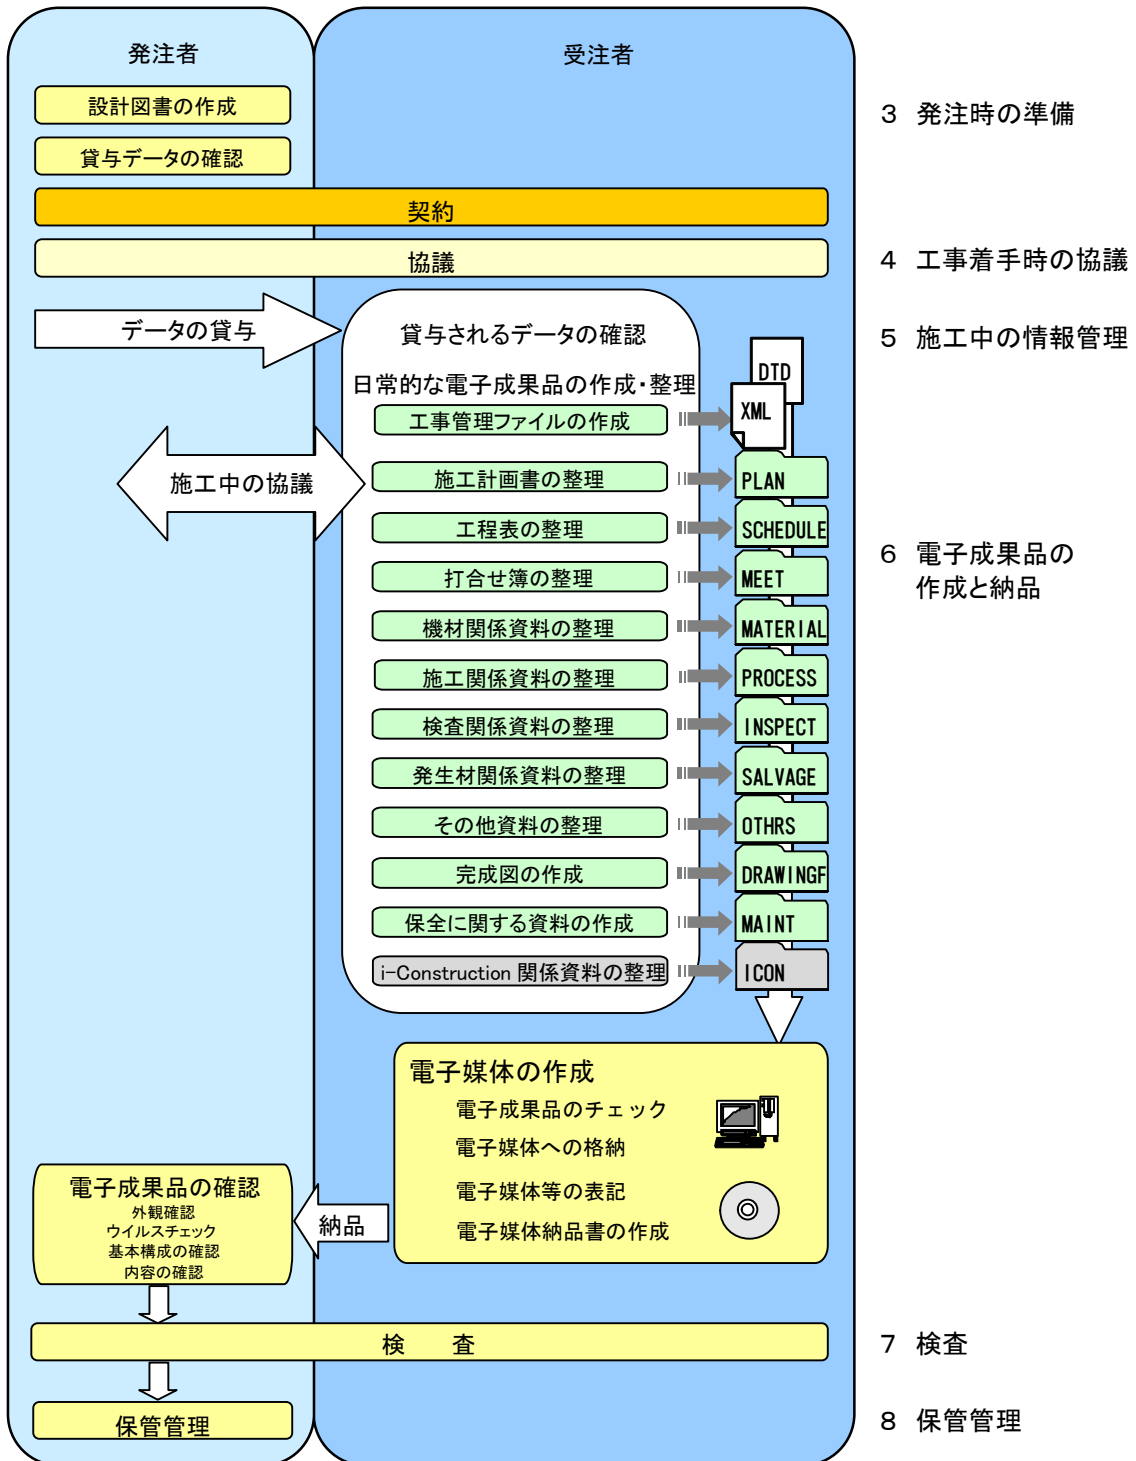 発注者
受注者
設計図書の作成
3 発注時の準備
貸与データの確認
契約
協議
4 工事着手時の協議
データの貸与
貸与されるデータの確認
5 施工中の情報管理
日常的な電子成果品の作成・整理
DTD
XML
工事管理ファイルの作成
施工中の協議
施工計画書の整理
PLAN
工程表の整理
SCHEDULE
6 電子成果品の
作成と納品
打合せ簿の整理
MEET
機材関係資料の整理
MATERIAL
施工関係資料の整理
PROCESS
検査関係資料の整理
INSPECT
発生材関係資料の整理
SALVAGE
その他資料の整理
OTHRS
完成図の作成
DRAWINGF
保全に関する資料の作成
MAINT
i-Construction 関係資料の整理
ICON
電子媒体の作成
電子成果品のチェック
電子媒体への格納
電子媒体等の表記
電子媒体納品書の作成
納品
電子成果品の確認
外観確認
ウイルスチェック
基本構成の確認
内容の確認
検 査
7 検査
保管管理
8 保管管理